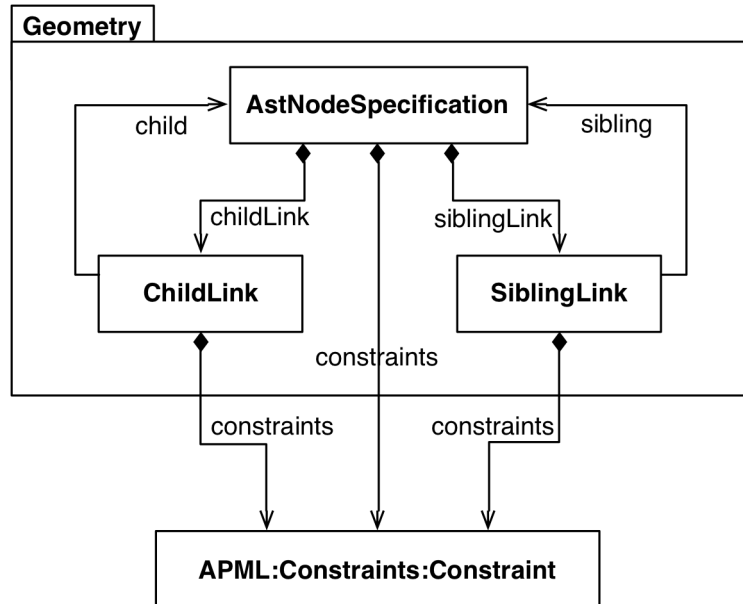 Geometry
AstNodeSpecification
child
sibling
childLink
siblingLink
ChildLink
SiblingLink
constraints
constraints
constraints
APML:Constraints:Constraint